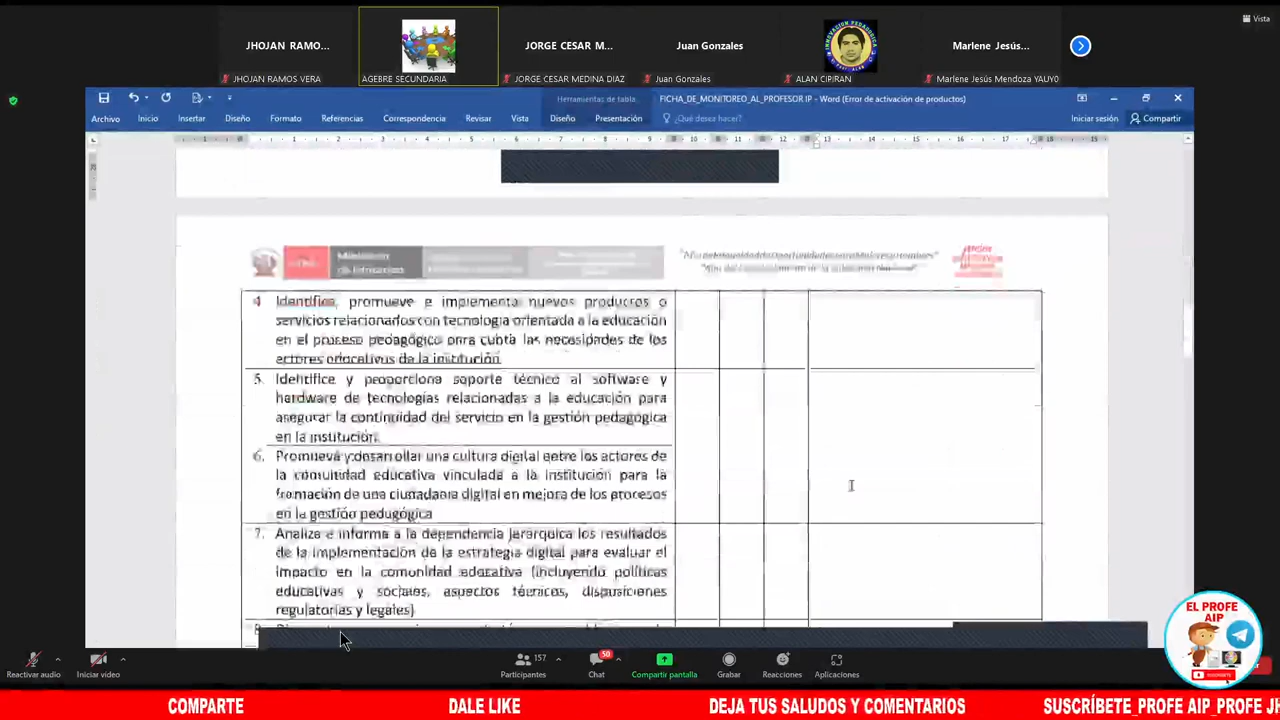 JHOJAN RAMO...
JORGE CESAR M...
Juan Gonzales
Marlene Jesús...
Vista
JHOJAN RAMOS VERA
AGEBRE SECUNDARIA
JORGE CESAR MEDINA DIAZ
Juan Gonzales
ALAN CIPIRAN
Marlene Jesús Mendoza YAUYO
Herramientas de tabla
FICHA_DE_MONITOREO_AL_PROFESOR IP - Word (Error de activación de productos)
Archivo
Inicio
Insertar
Diseño
Formato
Referencias
Correspondencia
Revisar
Vista
Diseño
Presentación
¿Qué desea hacer?
Iniciar sesión
Compartir
Ministerio
de Educación
4 Identifica, promueve e implementa nuevos productos o
servicios relacionados con tecnología orientada a la educación
en el proceso pedagógico para cubrir las necesidades de los
actores educativos de la institución
5. Identifica y proporciona soporte técnico al software y
hardware de tecnologías relacionadas a la educación para
asegurar la continuidad del servicio en la gestión pedagógica
en la institución.
6. Promueve y desarrollar una cultura digital entre los actores de
la comunidad educativa vinculada a la institución para la
formación de una ciudadanía digital en mejora de los procesos
en la gestión pedagógica
7. Analiza e informa a la dependencia jerárquica los resultados
de la implementación de la estrategia digital para evaluar el
impacto en la comunidad educativa (incluyendo políticas
educativas y sociales, aspectos técnicos, disposiciones
regulatorias y legales)
EL PROFE
AIP
Reactivar audio
Iniciar video
157
Participantes
50
Chat
Compartir pantalla
Grabar
Reacciones
Aplicaciones
COMPARTE
DALE LIKE
DEJA TUS SALUDOS Y COMENTARIOS
SUSCRÍBETE_PROFE AIP_PROFE JH